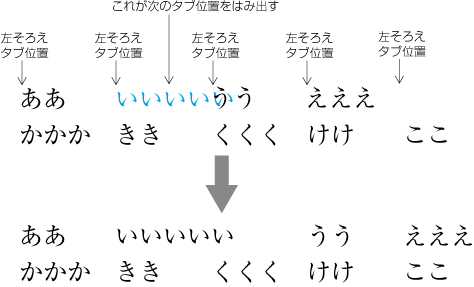 これが次のタブ位置をはみ出す
左そろえ 左そろえ 左そろえ 左そろえ 左そろえ
タブ位置 タブ位置 タブ位置 タブ位置 タブ位置
ああ いいいいい うう えええ
かかか きき くくく けけ ここ
ああ いいいいい うう えええ
かかか きき くくく けけ ここ